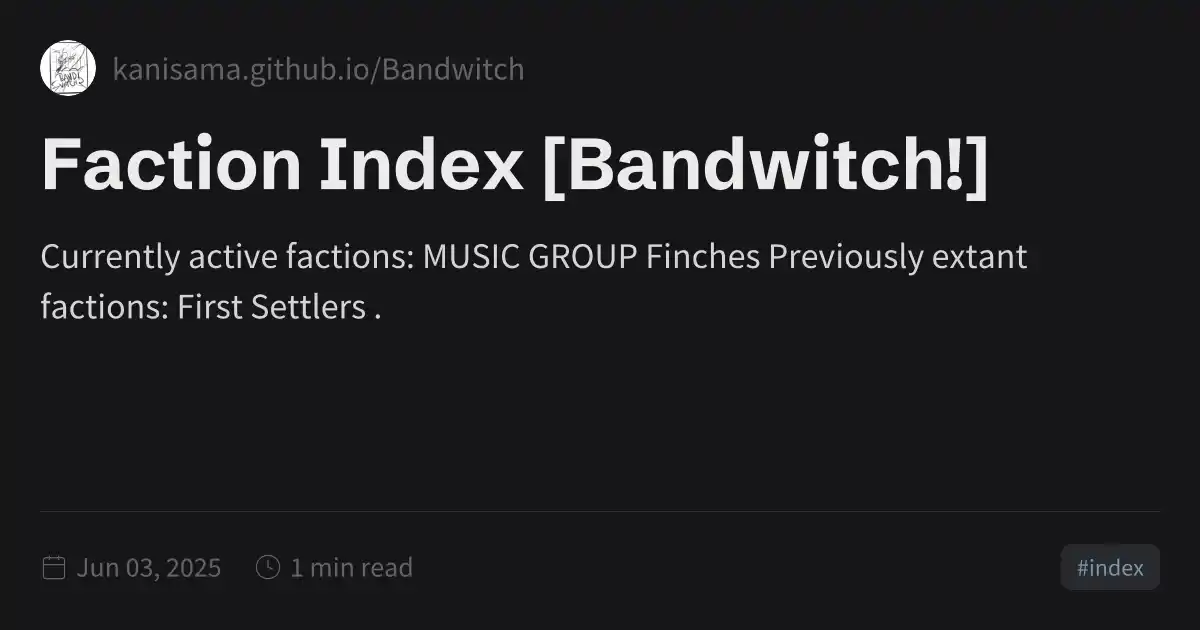 kanisama.github.io/Bandwitch
Faction Index [Bandwitch!]
Currently active factions: MUSIC GROUP Finches Previously extant
factions: First Settlers .
Jun 03, 2025
1 min read
#index